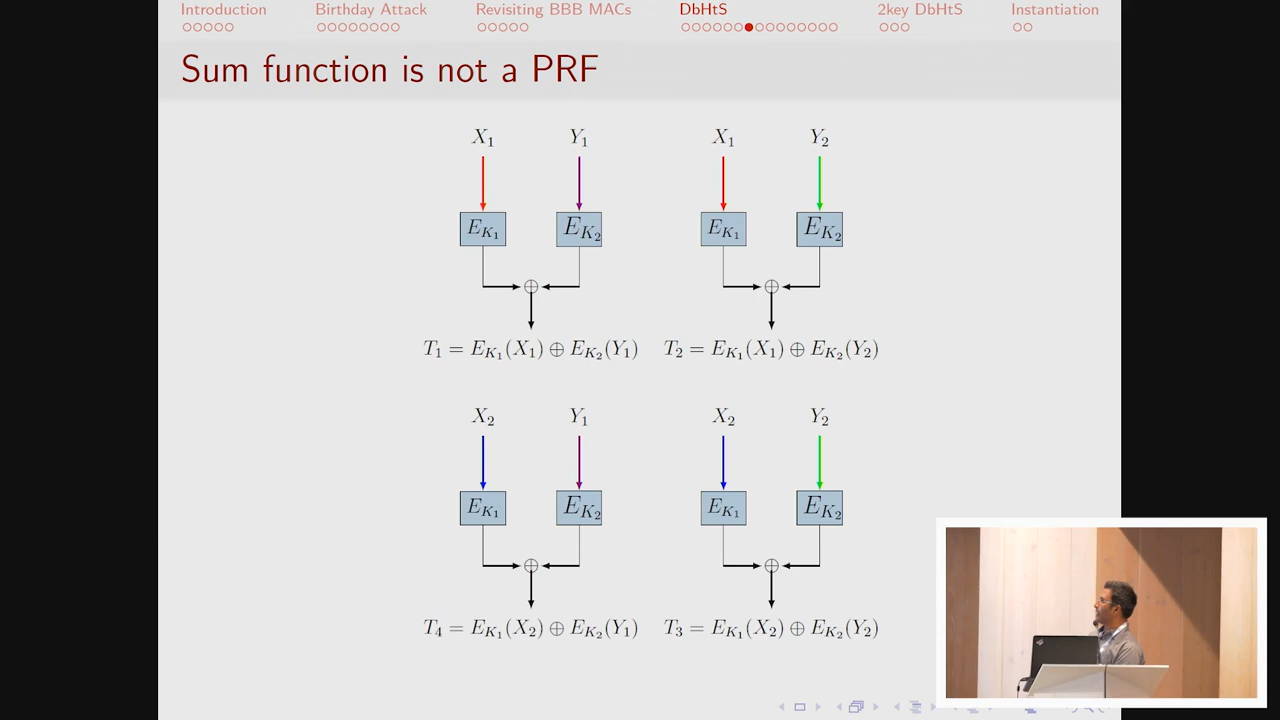 Introduction Birthday Attack Revisiting BBB MACs DbHtS 2key DbHtS Instantiation
Sum function is not a PRF
X₁ Y₁ X₁ Y₂
E_{K₁} E_{K₂} E_{K₁} E_{K₂}
T₁ = E_{K₁}(X₁) ⊕ E_{K₂}(Y₁) T₂ = E_{K₁}(X₁) ⊕ E_{K₂}(Y₂)
X₂ Y₁ X₂ Y₂
E_{K₁} E_{K₂} E_{K₁} E_{K₂}
T₄ = E_{K₁}(X₂) ⊕ E_{K₂}(Y₁) T₃ = E_{K₁}(X₂) ⊕ E_{K₂}(Y₂)